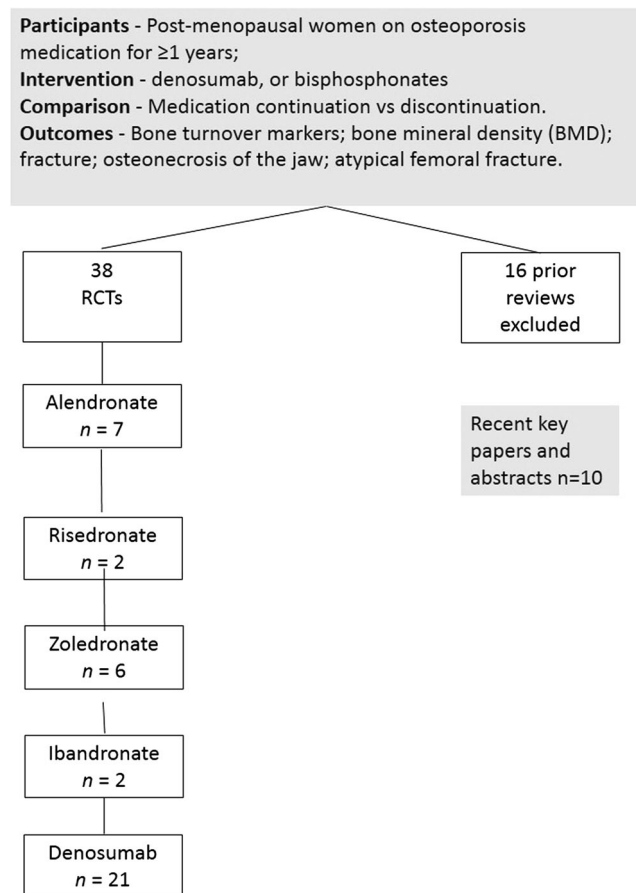 Participants - Post-menopausal women on osteoporosis
medication for ≥1 years;
Intervention - denosumab, or bisphosphonates
Comparison - Medication continuation vs discontinuation.
Outcomes - Bone turnover markers; bone mineral density (BMD);
fracture; osteonecrosis of the jaw; atypical femoral fracture.
38
RCTs
16 prior
reviews
excluded
Alendronate
n = 7
Recent key
papers and
abstracts n=10
Risedronate
n = 2
Zoledronate
n = 6
Ibandronate
n = 2
Denosumab
n = 21